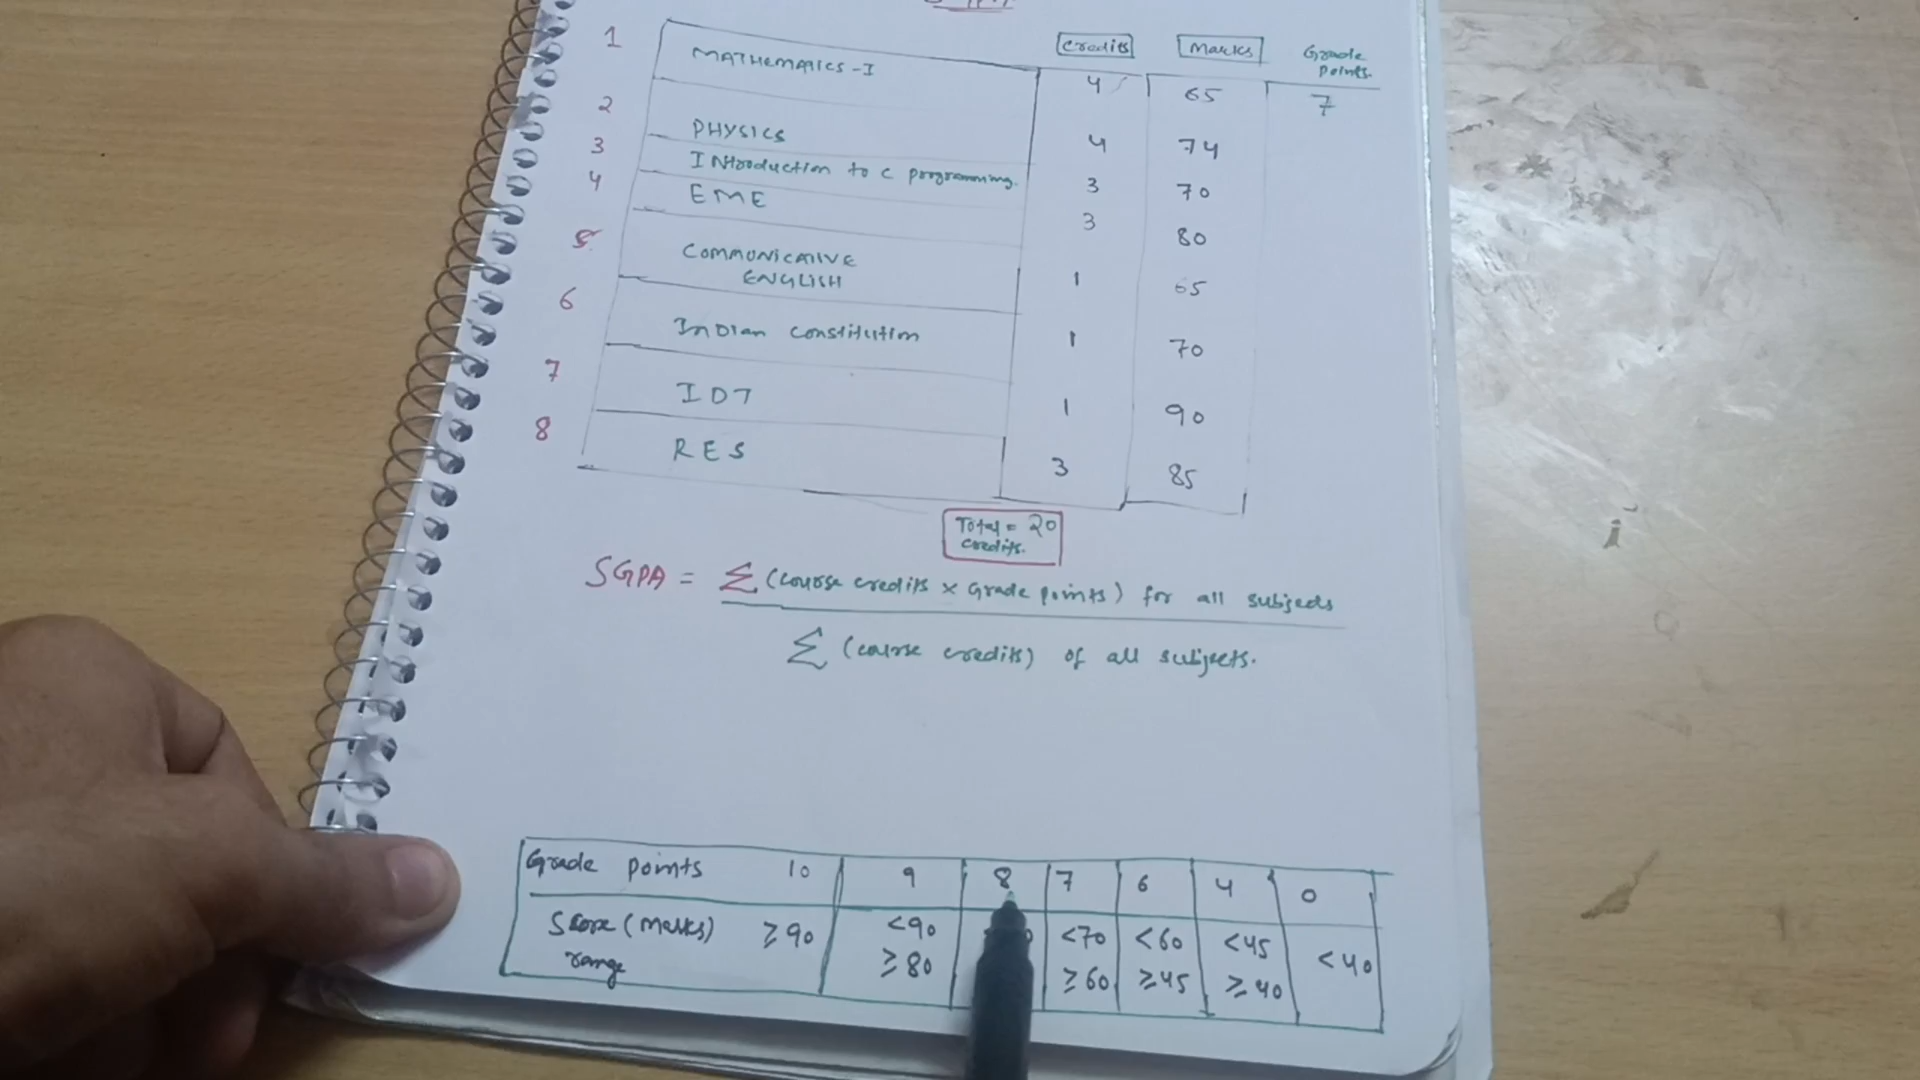 Credits Marks Grade Points.
1 MATHEMATICS-I 4 65 7
2 PHYSICS 4 74
3 INtroduction to C programming. 3 70
4 EME 3 80
5. COMMUNICATIVE ENGLISH 1 65
6 Indian Constitution 1 70
7 IDT 1 90
8 RES 3 85
Total = 20
Credits.
SGPA = Σ (course credits × Grade points) for all subjects
Σ (course credits) of all subjects.
Grade points 10 9 8 7 6 4 0
Score (Marks) ≥90 <90 <70 <60 <45 <40
range ≥80 ≥60 ≥45 ≥40